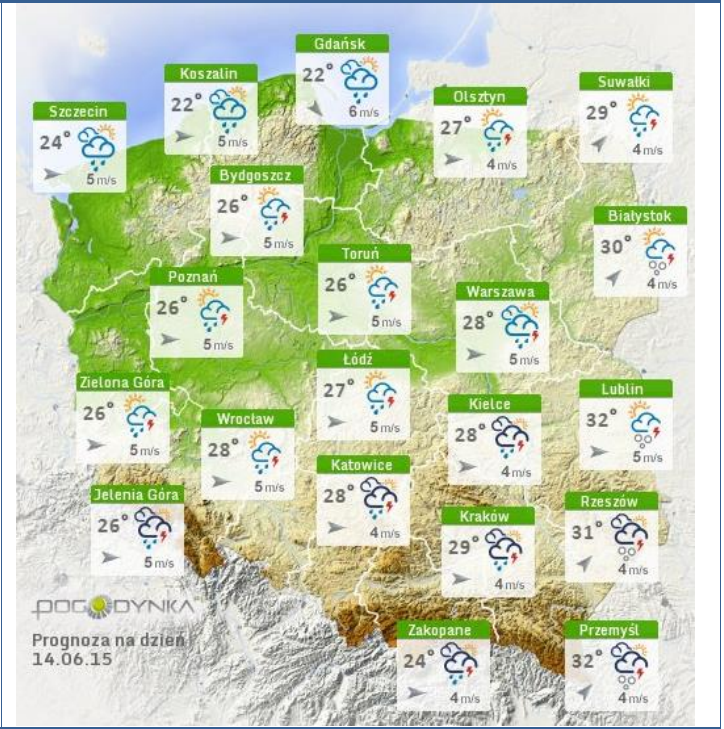 Gdańsk
22°
6 m/s
Koszalin
22°
5 m/s
Suwałki
29°
4 m/s
Olsztyn
27°
4 m/s
Szczecin
24°
5 m/s
Bydgoszcz
26°
5 m/s
Białystok
30°
4 m/s
Toruń
26°
5 m/s
Poznań
26°
5 m/s
Warszawa
28°
5 m/s
Łódź
27°
5 m/s
Zielona Góra
26°
5 m/s
Lublin
32°
5 m/s
Kielce
28°
4 m/s
Wrocław
28°
5 m/s
Katowice
28°
4 m/s
Jelenia Góra
26°
5 m/s
Rzeszów
31°
4 m/s
Kraków
29°
4 m/s
POGODYNKA
Prognoza na dzień
14.06.15
Zakopane
24°
4 m/s
Przemyśl
32°
4 m/s